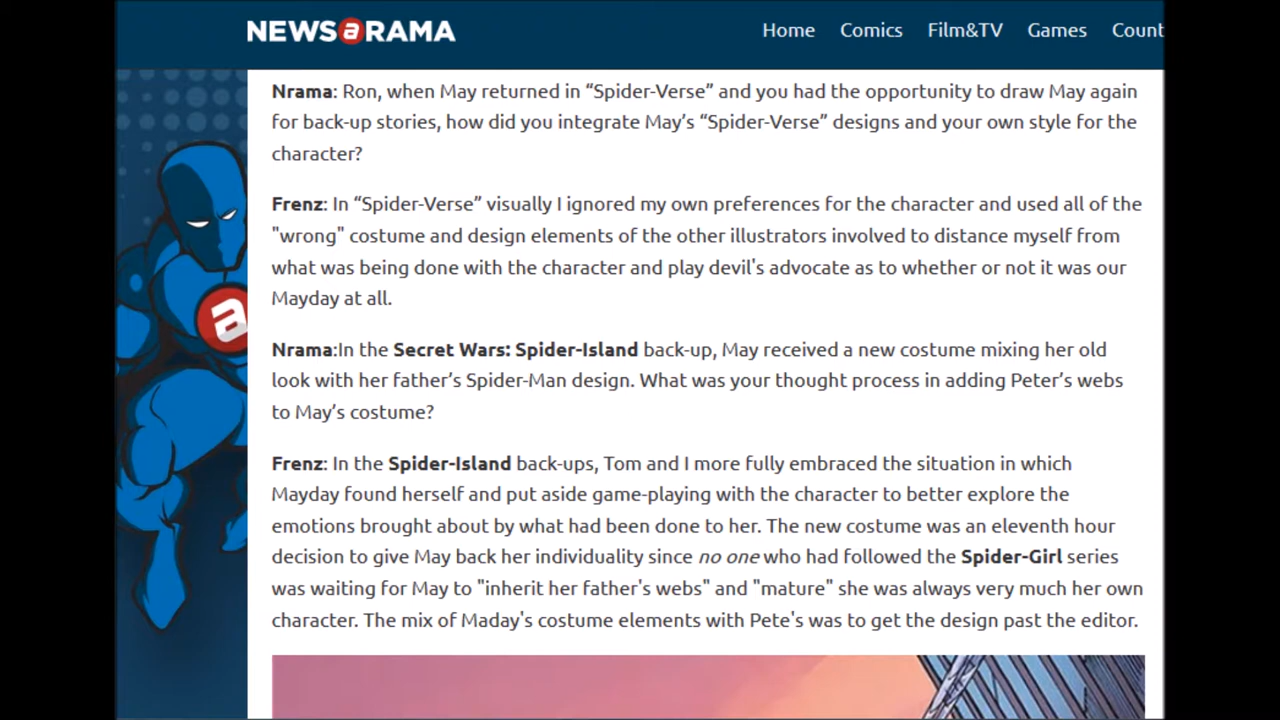 NEWSaRAMA
Home Comics Film&TV Games Count
Nrama: Ron, when May returned in “Spider-Verse” and you had the opportunity to draw May again
for back-up stories, how did you integrate May’s “Spider-Verse” designs and your own style for the
character?
Frenz: In “Spider-Verse” visually I ignored my own preferences for the character and used all of the
"wrong" costume and design elements of the other illustrators involved to distance myself from
what was being done with the character and play devil's advocate as to whether or not it was our
Mayday at all.
Nrama:In the Secret Wars: Spider-Island back-up, May received a new costume mixing her old
look with her father’s Spider-Man design. What was your thought process in adding Peter’s webs
to May’s costume?
Frenz: In the Spider-Island back-ups, Tom and I more fully embraced the situation in which
Mayday found herself and put aside game-playing with the character to better explore the
emotions brought about by what had been done to her. The new costume was an eleventh hour
decision to give May back her individuality since no one who had followed the Spider-Girl series
was waiting for May to "inherit her father's webs" and "mature" she was always very much her own
character. The mix of Maday's costume elements with Pete's was to get the design past the editor.
a